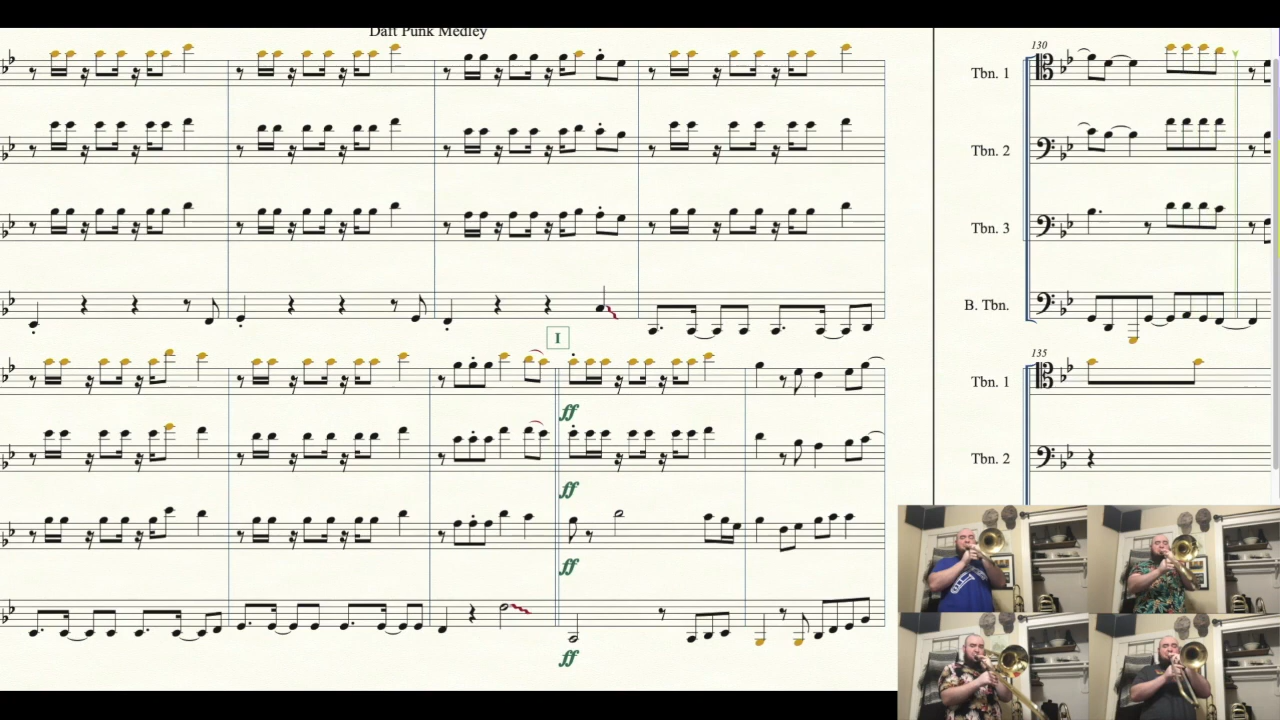 Daft Punk Medley
130
Tbn. 1
Tbn. 2
Tbn. 3
B. Tbn.
I
ff
ff
ff
ff
135
Tbn. 1
Tbn. 2